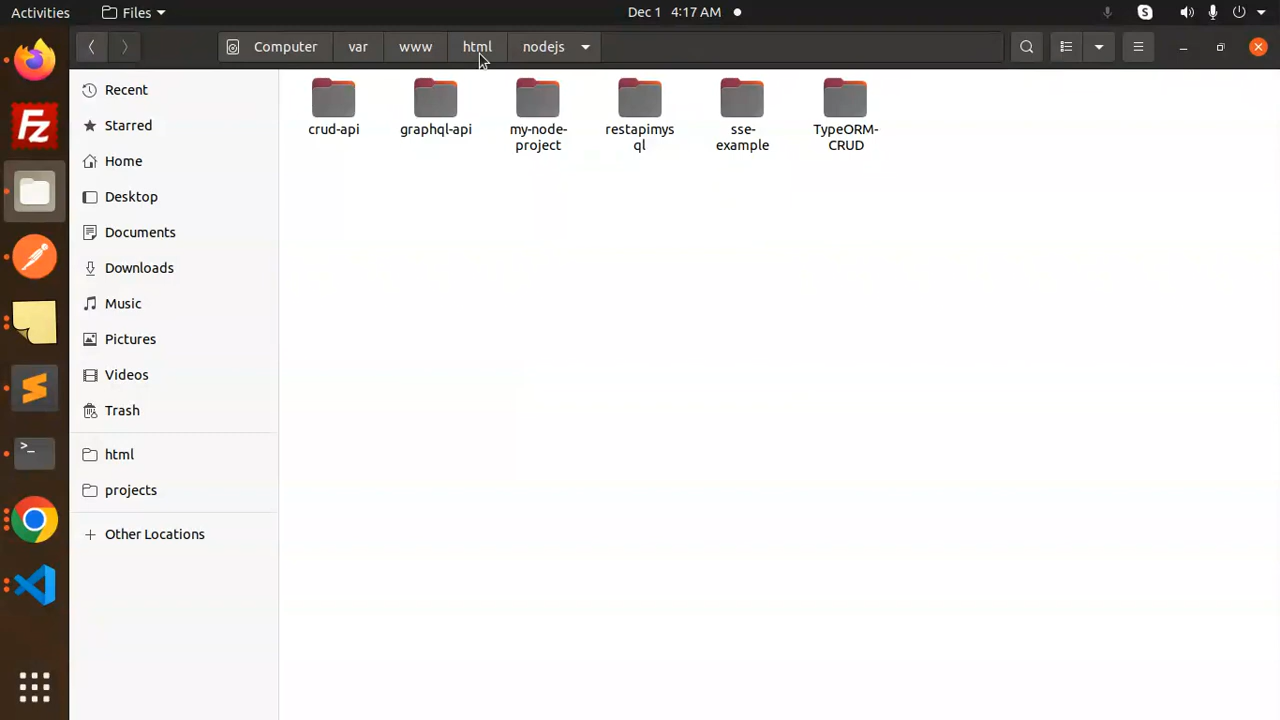 Activities Files Dec 1 4:17 AM
Computer var www html nodejs
Recent
Starred
Home
Desktop
Documents
Downloads
Music
Pictures
Videos
Trash
html
projects
Other Locations
crud-api
graphql-api
my-node-
project
restapimys
ql
sse-
example
TypeORM-
CRUD